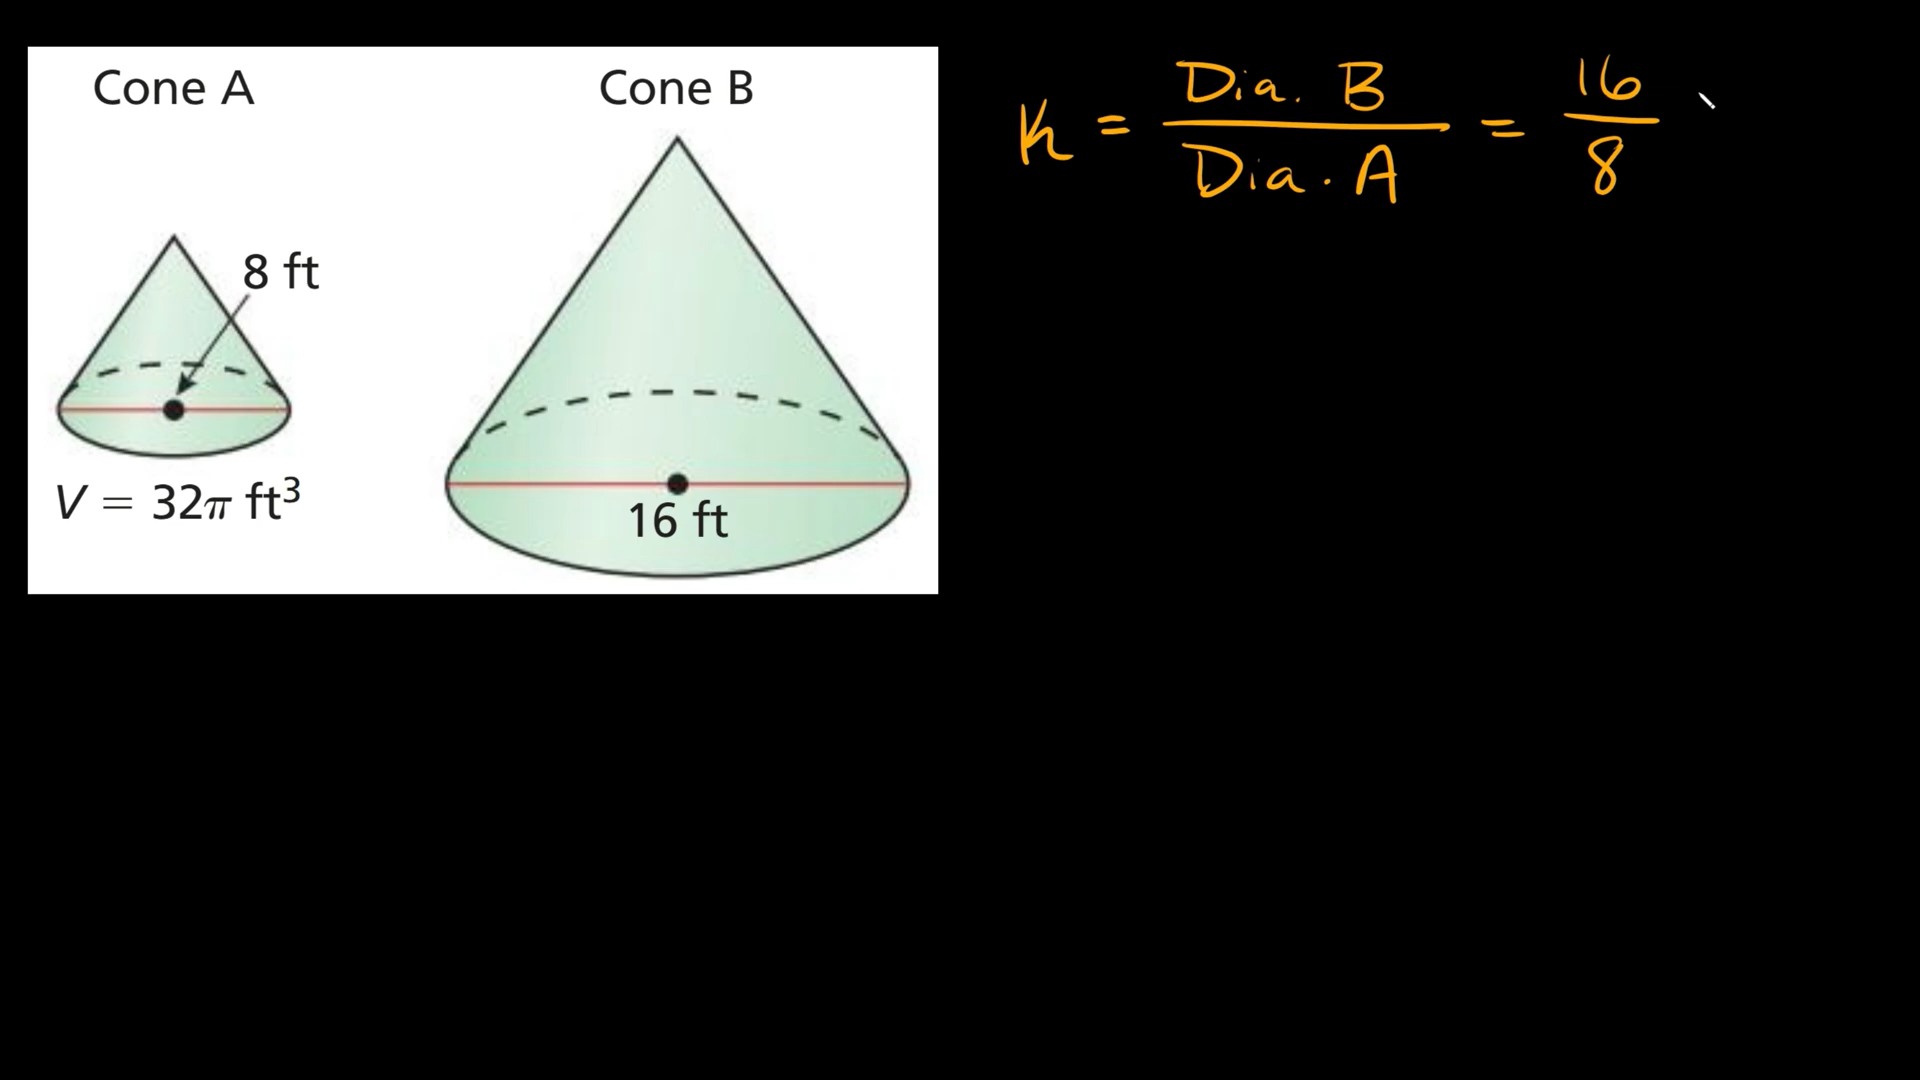 Cone A
Cone B
8 ft
V = 32π ft³
16 ft
K = Dia. B / Dia. A = 16 / 8